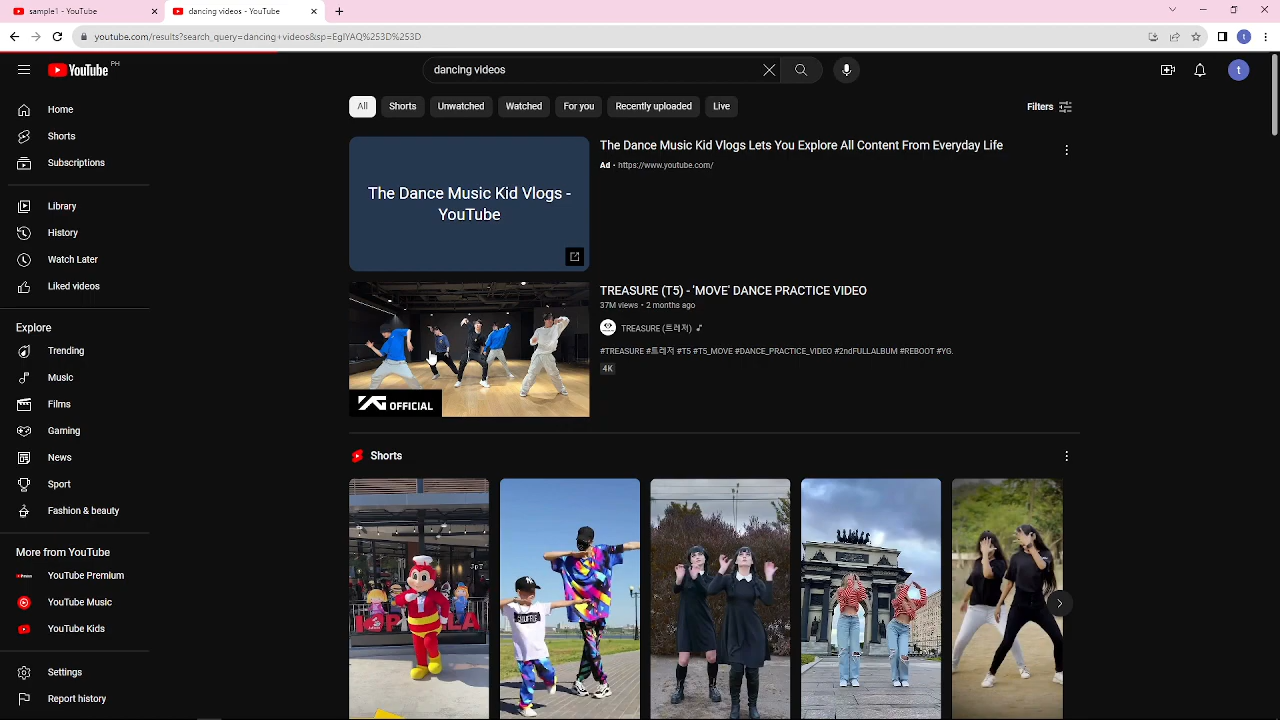 sample1 - YouTube
dancing videos - YouTube
youtube.com/results?search_query=dancing+videos&sp=EgIYAQ%253D%253D
t
YouTube PH
dancing videos
t
Home
Shorts
Subscriptions
Library
History
Watch Later
Liked videos
Explore
Trending
Music
Films
Gaming
News
Sport
Fashion & beauty
More from YouTube
YouTube Premium
YouTube Music
YouTube Kids
Settings
Report history
All
Shorts
Unwatched
Watched
For you
Recently uploaded
Live
Filters
The Dance Music Kid Vlogs -
YouTube
The Dance Music Kid Vlogs Lets You Explore All Content From Everyday Life
Ad · https://www.youtube.com/
YG OFFICIAL
TREASURE (T5) - ‘MOVE’ DANCE PRACTICE VIDEO
37M views • 2 months ago
TREASURE (트레저)
#TREASURE #트레저 #T5 #T5_MOVE #DANCE_PRACTICE_VIDEO #2ndFULLALBUM #REBOOT #YG.
4K
Shorts